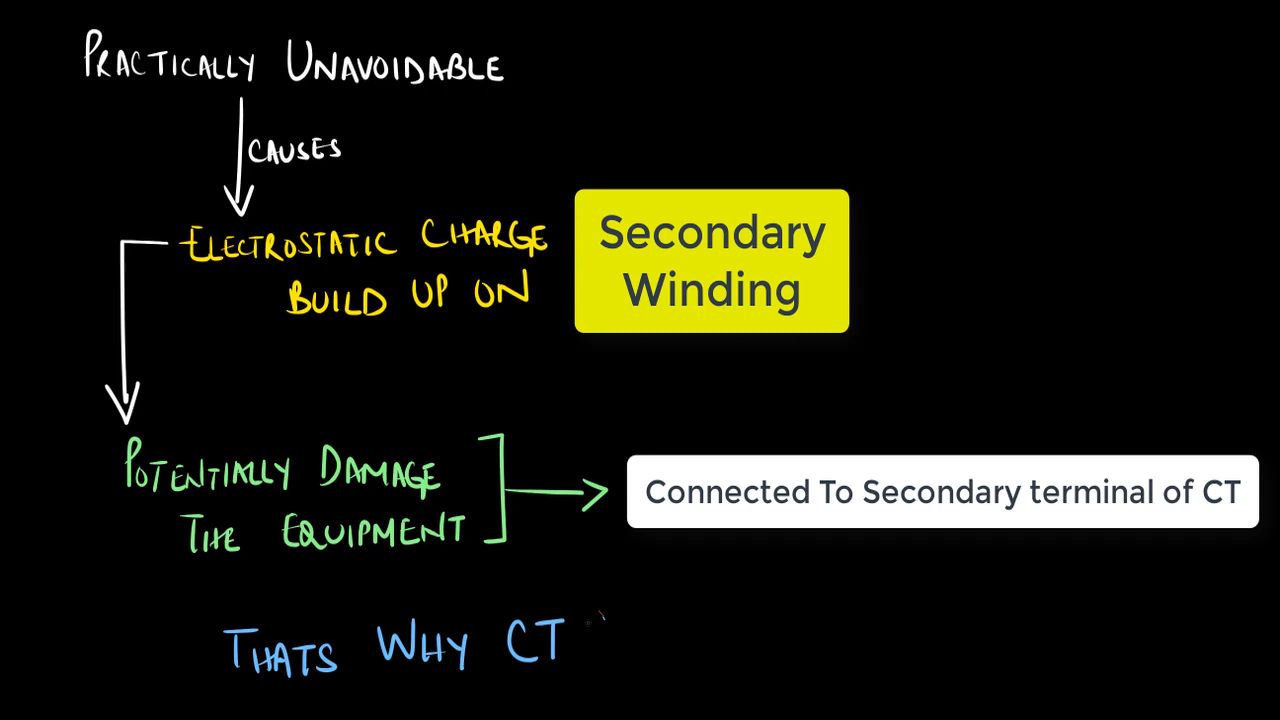 PRACTICALLY UNAVOIDABLE
CAUSES
ELECTROSTATIC CHARGE
BUILD UP ON
Secondary
Winding
POTENTIALLY DAMAGE
THE EQUIPMENT
Connected To Secondary terminal of CT
THATS WHY CT